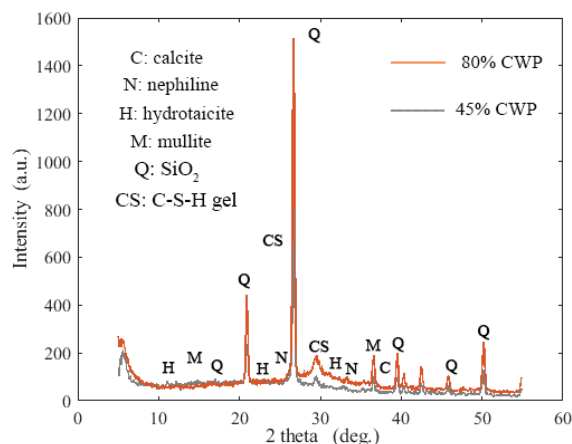 1600
1400
1200
1000
800
600
400
200
0
Intensity (a.u.)
C: calcite
N: nephiline
H: hydrotaicite
M: mullite
Q: SiO₂
CS: C-S-H gel
80% CWP
45% CWP
Q
CS
Q
H
M
Q
H
N
CS
H
N
M
C
Q
Q
Q
0
10
20
30
40
50
60
2 theta (deg.)